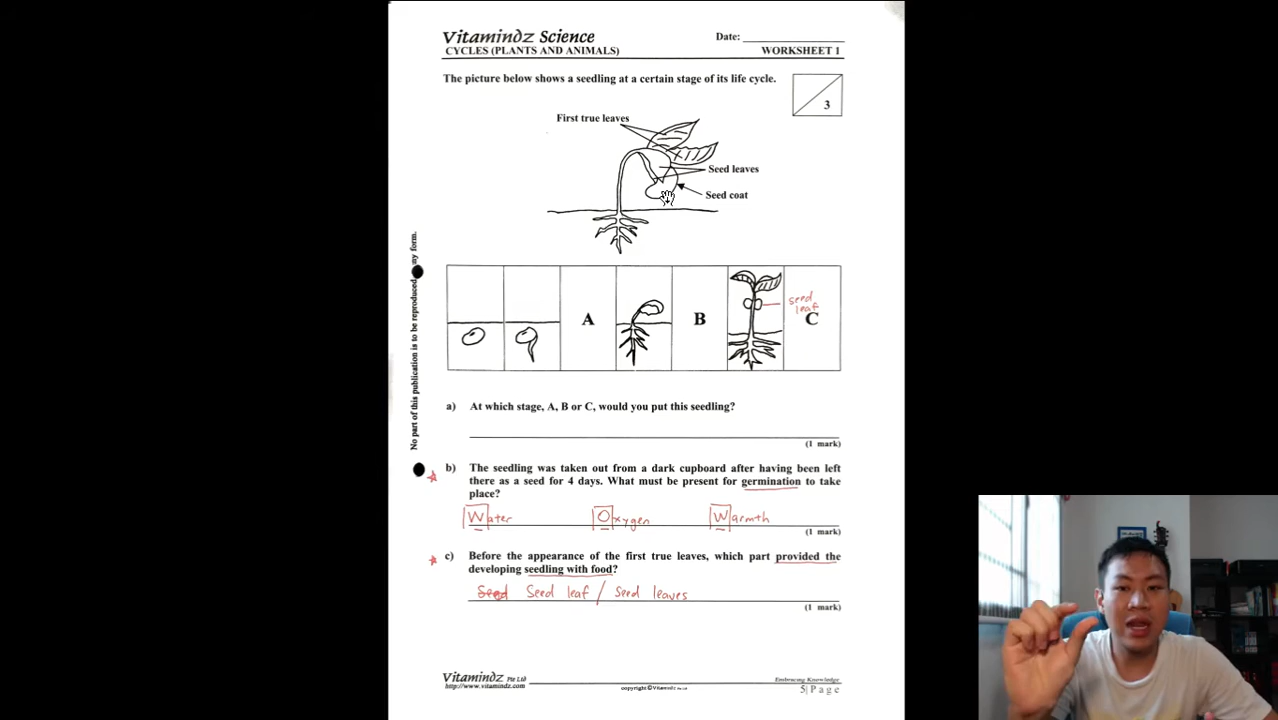 Vitamindz Science
Date: 
CYCLES (PLANTS AND ANIMALS)
WORKSHEET 1
The picture below shows a seedling at a certain stage of its life cycle.
3
First true leaves
Seed leaves
Seed coat
No part of this publication is to be reproduced ny form.
A
B
seed
leaf
C
a) At which stage, A, B or C, would you put this seedling?
(1 mark)
b) The seedling was taken out from a dark cupboard after having been left
there as a seed for 4 days. What must be present for germination to take
place?
Water Oxygen Warmth
(1 mark)
c) Before the appearance of the first true leaves, which part provided the
developing seedling with food?
Seed Seed leaf / Seed leaves
(1 mark)
Vitamindz Pte Ltd
http://www.vitamindz.com
copyright © Vitamindz Pte Ltd
Embracing Knowledge
5|Page